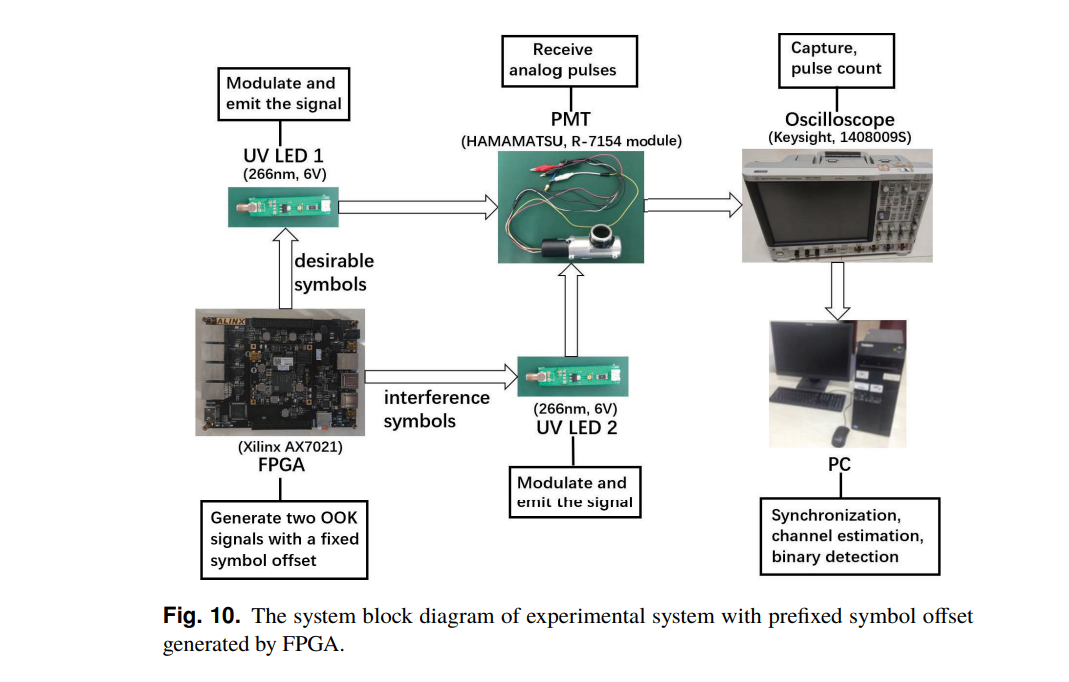 Modulate and
emit the signal
UV LED 1
(266nm, 6V)
Receive
analog pulses
PMT
(HAMAMATSU, R-7154 module)
Capture,
pulse count
Oscilloscope
(Keysight, 1408009S)
desirable
symbols
ALINX
(Xilinx AX7021)
FPGA
Generate two OOK
signals with a fixed
symbol offset
interference
symbols
(266nm, 6V)
UV LED 2
Modulate and
emit the signal
PC
Synchronization,
channel estimation,
binary detection
Fig. 10. The system block diagram of experimental system with prefixed symbol offset
generated by FPGA.